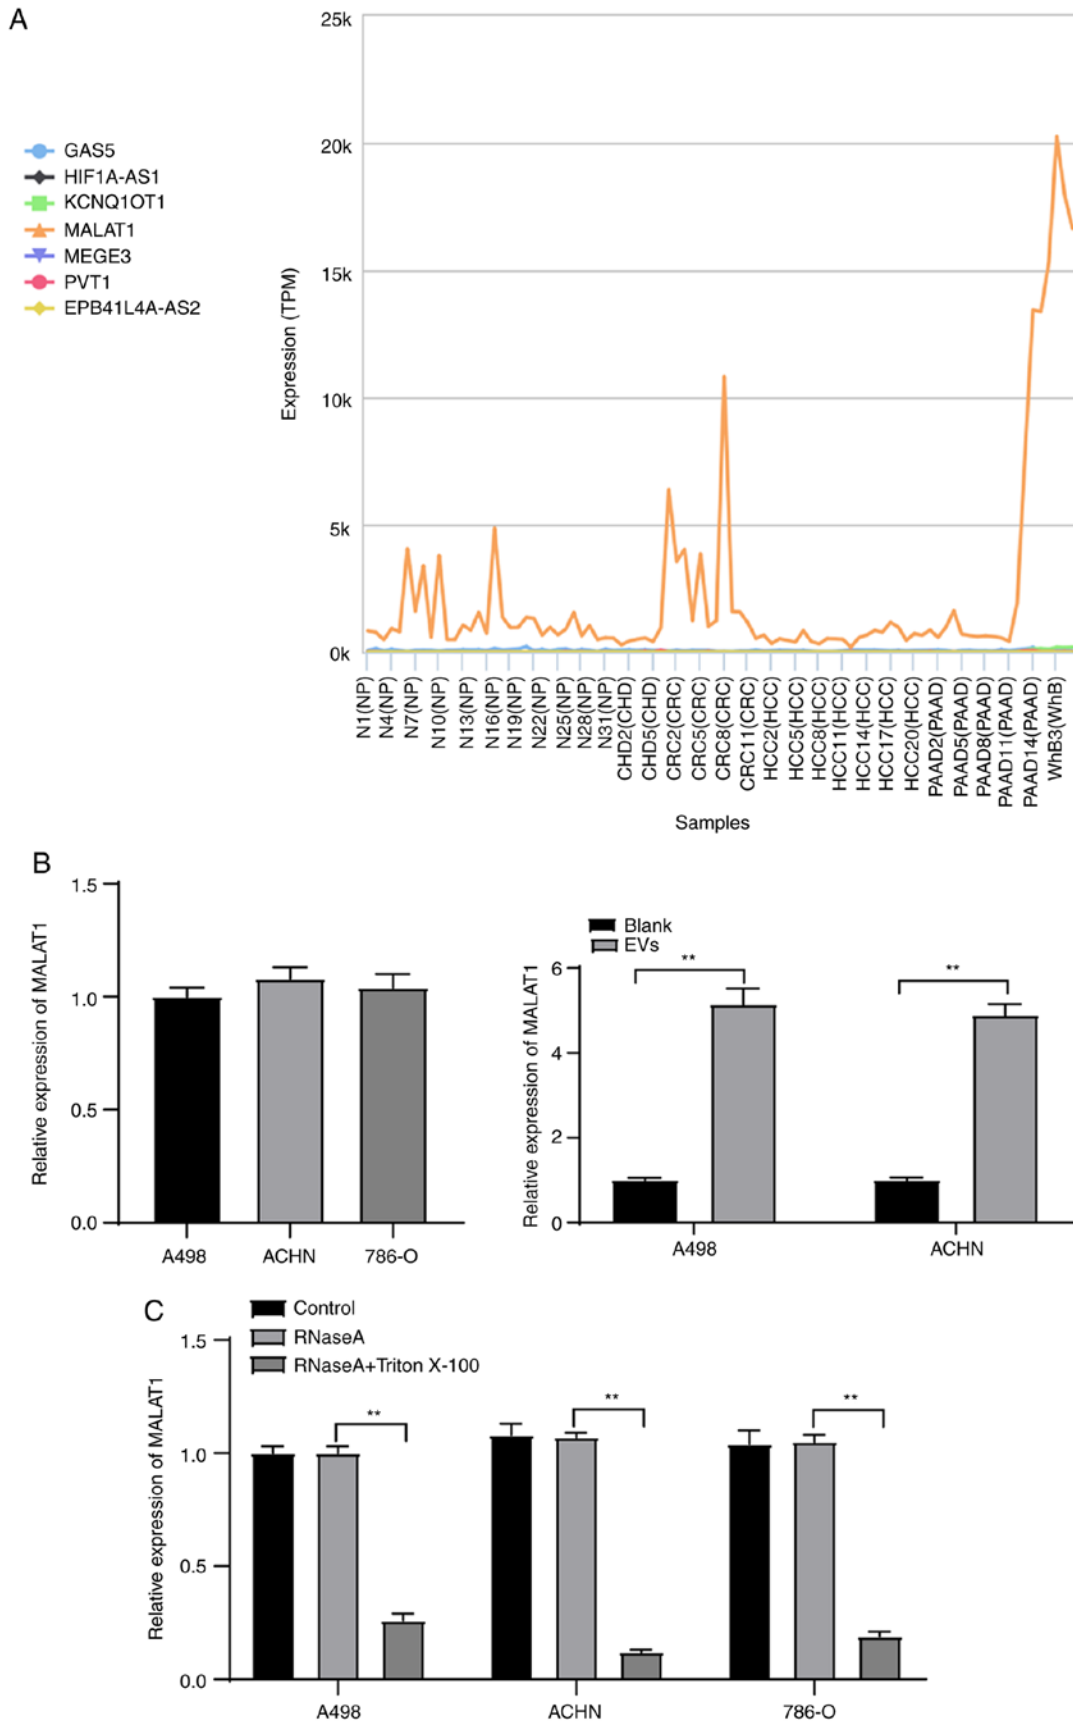 A
GAS5
HIF1A-AS1
KCNQ1OT1
MALAT1
MEGE3
PVT1
EPB41L4A-AS2
Expression (TPM)
25k
20k
15k
10k
5k
0k
N1(NP)
N4(NP)
N7(NP)
N10(NP)
N13(NP)
N16(NP)
N19(NP)
N22(NP)
N25(NP)
N28(NP)
N31(NP)
CHD2(CHD)
CHD5(CHD)
CRC2(CRC)
CRC5(CRC)
CRC8(CRC)
CRC11(CRC)
HCC2(HCC)
HCC5(HCC)
HCC8(HCC)
HCC11(HCC)
HCC14(HCC)
HCC17(HCC)
HCC20(HCC)
PAAD2(PAAD)
PAAD5(PAAD)
PAAD8(PAAD)
PAAD11(PAAD)
PAAD14(PAAD)
WhB3(WhB)
Samples
B
Relative expression of MALAT1
1.5
1.0
0.5
0.0
A498
ACHN
786-O
Blank
EVs
Relative expression of MALAT1
6
4
2
0
**
**
A498
ACHN
C
Control
RNaseA
RNaseA+Triton X-100
Relative expression of MALAT1
1.5
1.0
0.5
0.0
**
**
**
A498
ACHN
786-O